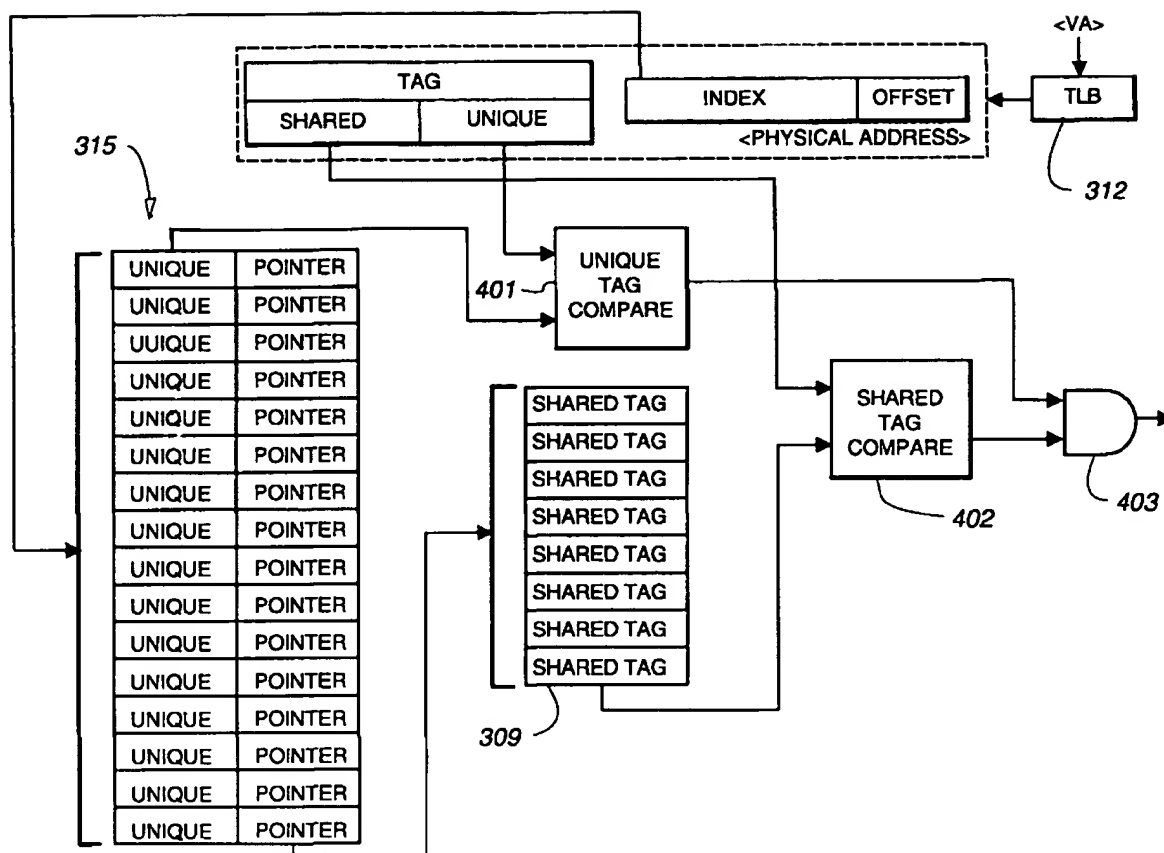 <VA>
TAG
SHARED UNIQUE
INDEX OFFSET
TLB
<PHYSICAL ADDRESS>
312
315
UNIQUE POINTER
UNIQUE POINTER
UUIQUE POINTER
UNIQUE POINTER
UNIQUE POINTER
UNIQUE POINTER
UNIQUE POINTER
UNIQUE POINTER
UNIQUE POINTER
UNIQUE POINTER
UNIQUE POINTER
UNIQUE POINTER
UNIQUE POINTER
UNIQUE POINTER
UNIQUE POINTER
UNIQUE POINTER
401
UNIQUE
TAG
COMPARE
SHARED TAG
SHARED TAG
SHARED TAG
SHARED TAG
SHARED TAG
SHARED TAG
SHARED TAG
SHARED TAG
309
SHARED
TAG
COMPARE
402
403